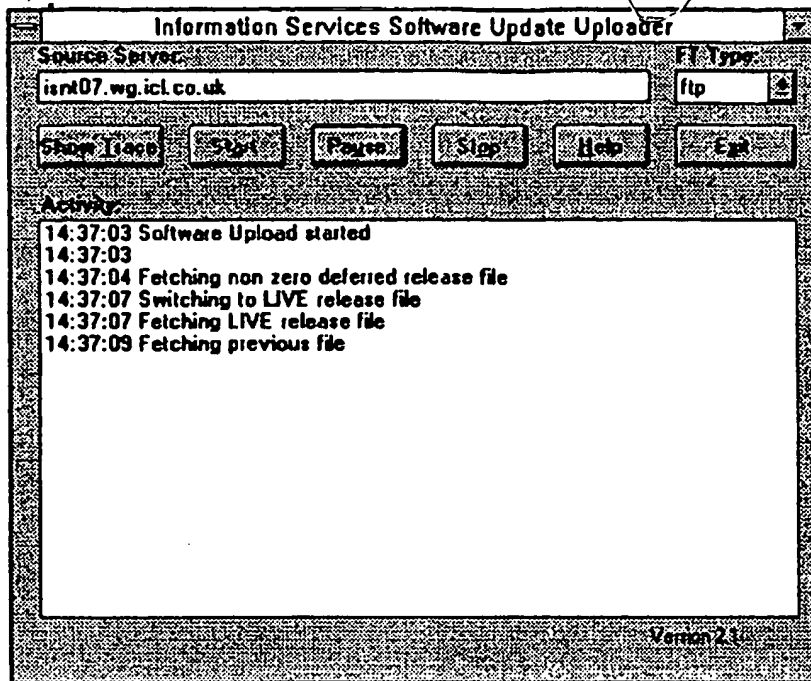 Information Services Software Update Uploader
Source Server: FT Type:
isnt07.wg.icl.co.uk ftp
Show Trace Start Pause Stop Help Exit
Activity:
14:37:03 Software Upload started
14:37:03
14:37:04 Fetching non zero deferred release file
14:37:07 Switching to LIVE release file
14:37:07 Fetching LIVE release file
14:37:09 Fetching previous file
Version 2.1